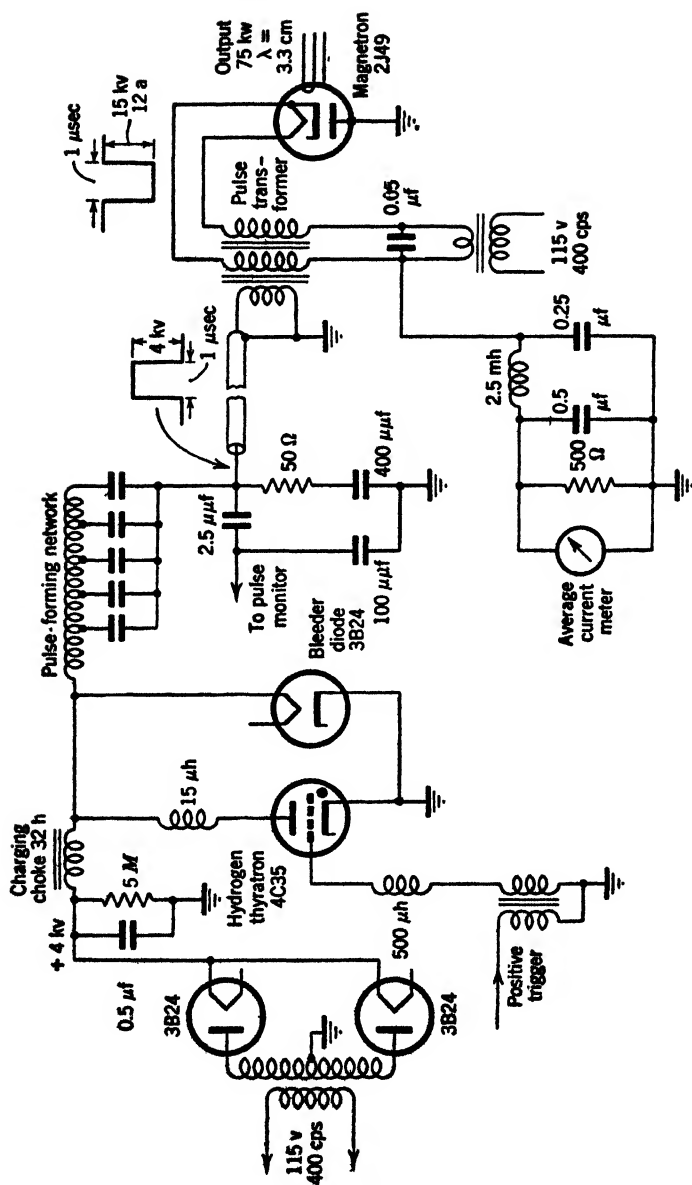 115 v
400 cps
3B24
3B24
0.5 µf
+ 4 kv
5 M
Charging
choke 32 h
15 µh
Hydrogen
thyratron
4C35
500 µh
Positive
trigger
Bleeder
diode
3B24
Pulse-forming network
To pulse
monitor
2.5 µµf
100 µµf
50 Ω
400 µµf
4 kv
1 µsec
Pulse
trans-
former
1 µsec
15 kv
12 a
Output
75 kw
λ =
3.3 cm
Magnetron
2J49
0.05
µf
115 v
400 cps
2.5 mh
0.25
µf
0.5
µf
500
Ω
Average
current
meter